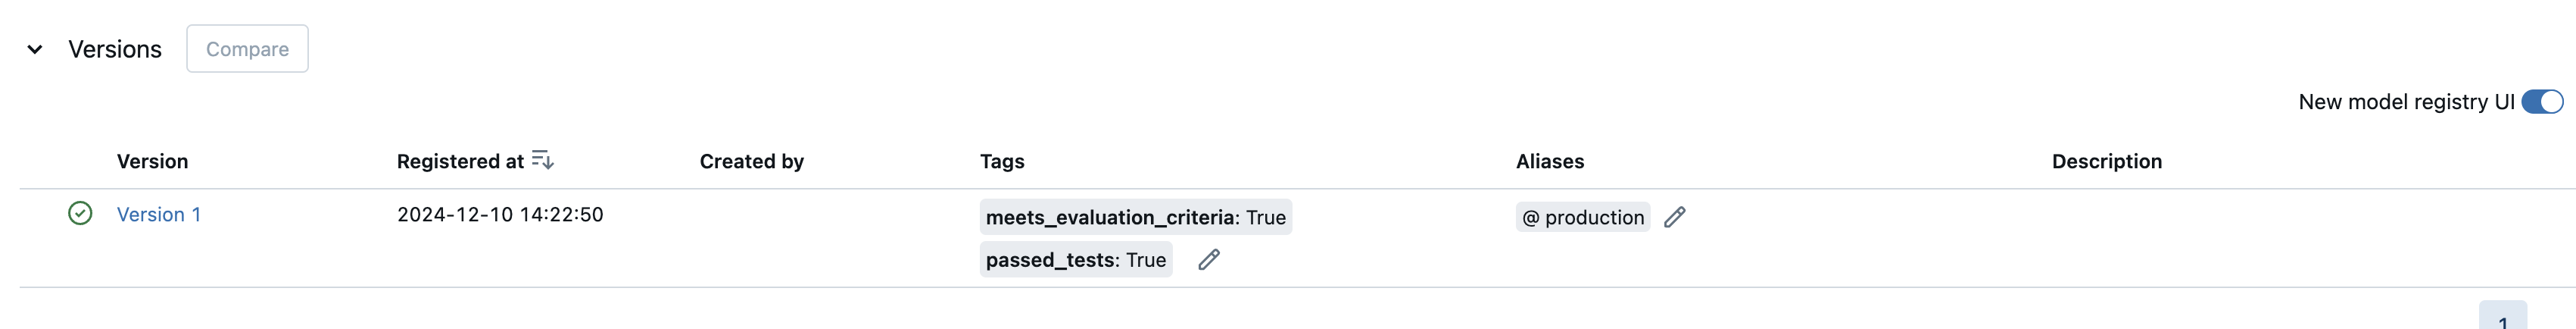 Versions Compare
New model registry UI
Version Registered at Created by Tags Aliases Description
Version 1 2024-12-10 14:22:50 meets_evaluation_criteria: True @ production
passed_tests: True
1